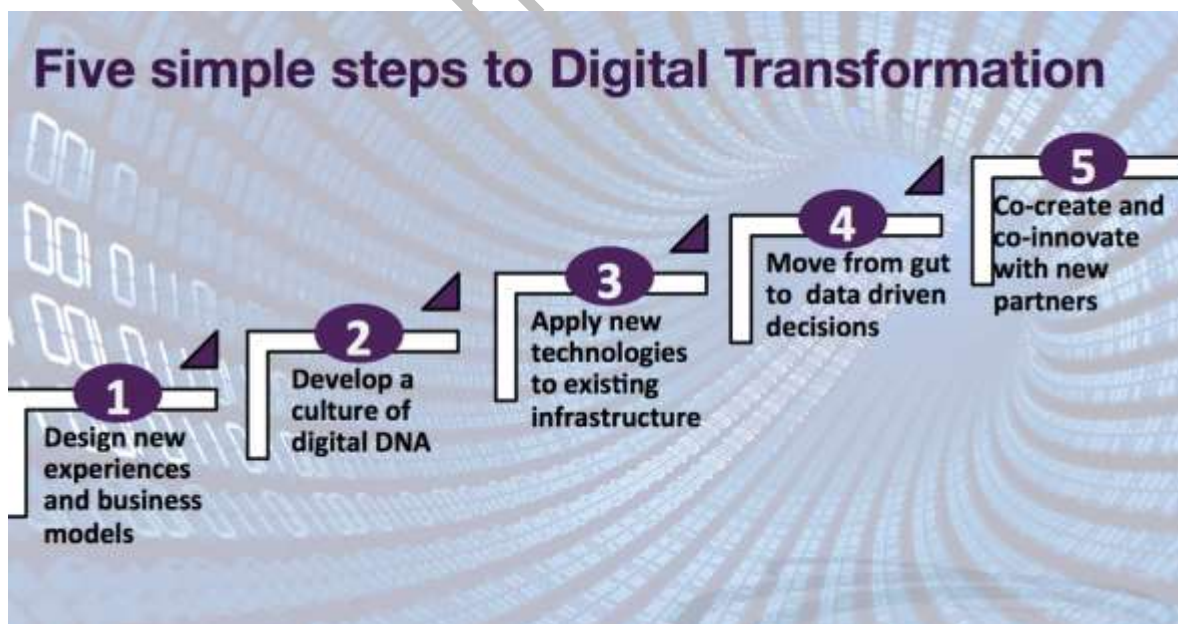 Five simple steps to Digital Transformation
1
Design new
experiences
and business
models
2
Develop a
culture of
digital DNA
3
Apply new
technologies
to existing
infrastructure
4
Move from gut
to data driven
decisions
5
Co-create and
co-innovate
with new
partners